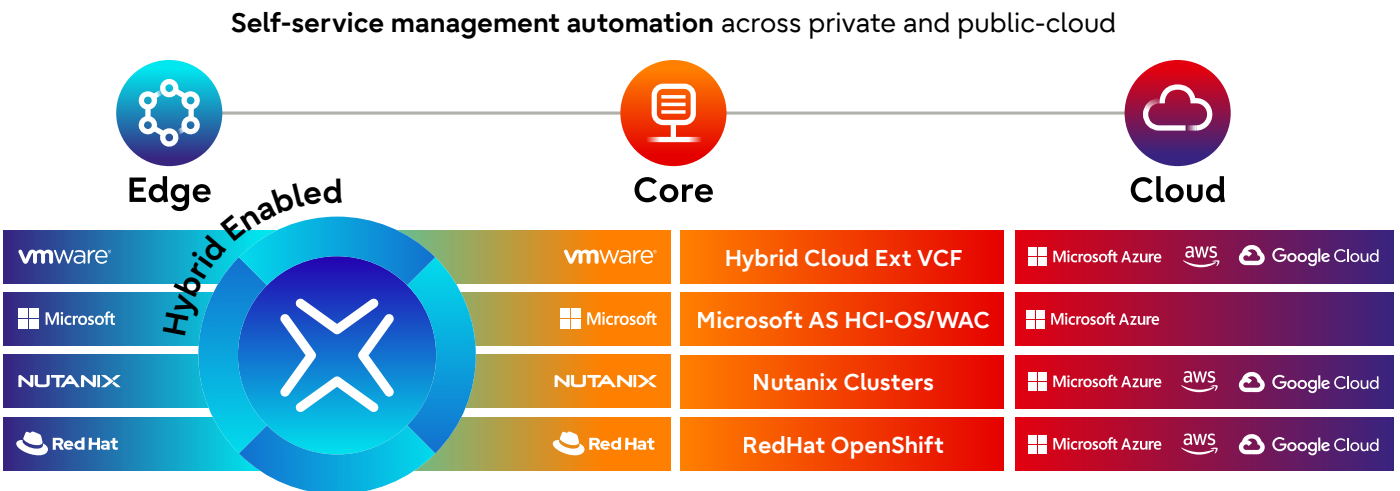 Self-service management automation across private and public-cloud
Edge
Core
Cloud
Hybrid Enabled
vmware®
vmware®
Hybrid Cloud Ext VCF
Microsoft Azure aws Google Cloud
Microsoft
Microsoft
Microsoft AS HCI-OS/WAC
Microsoft Azure
NUTANIX
NUTANIX
Nutanix Clusters
Microsoft Azure aws Google Cloud
Red Hat
Red Hat
RedHat OpenShift
Microsoft Azure aws Google Cloud